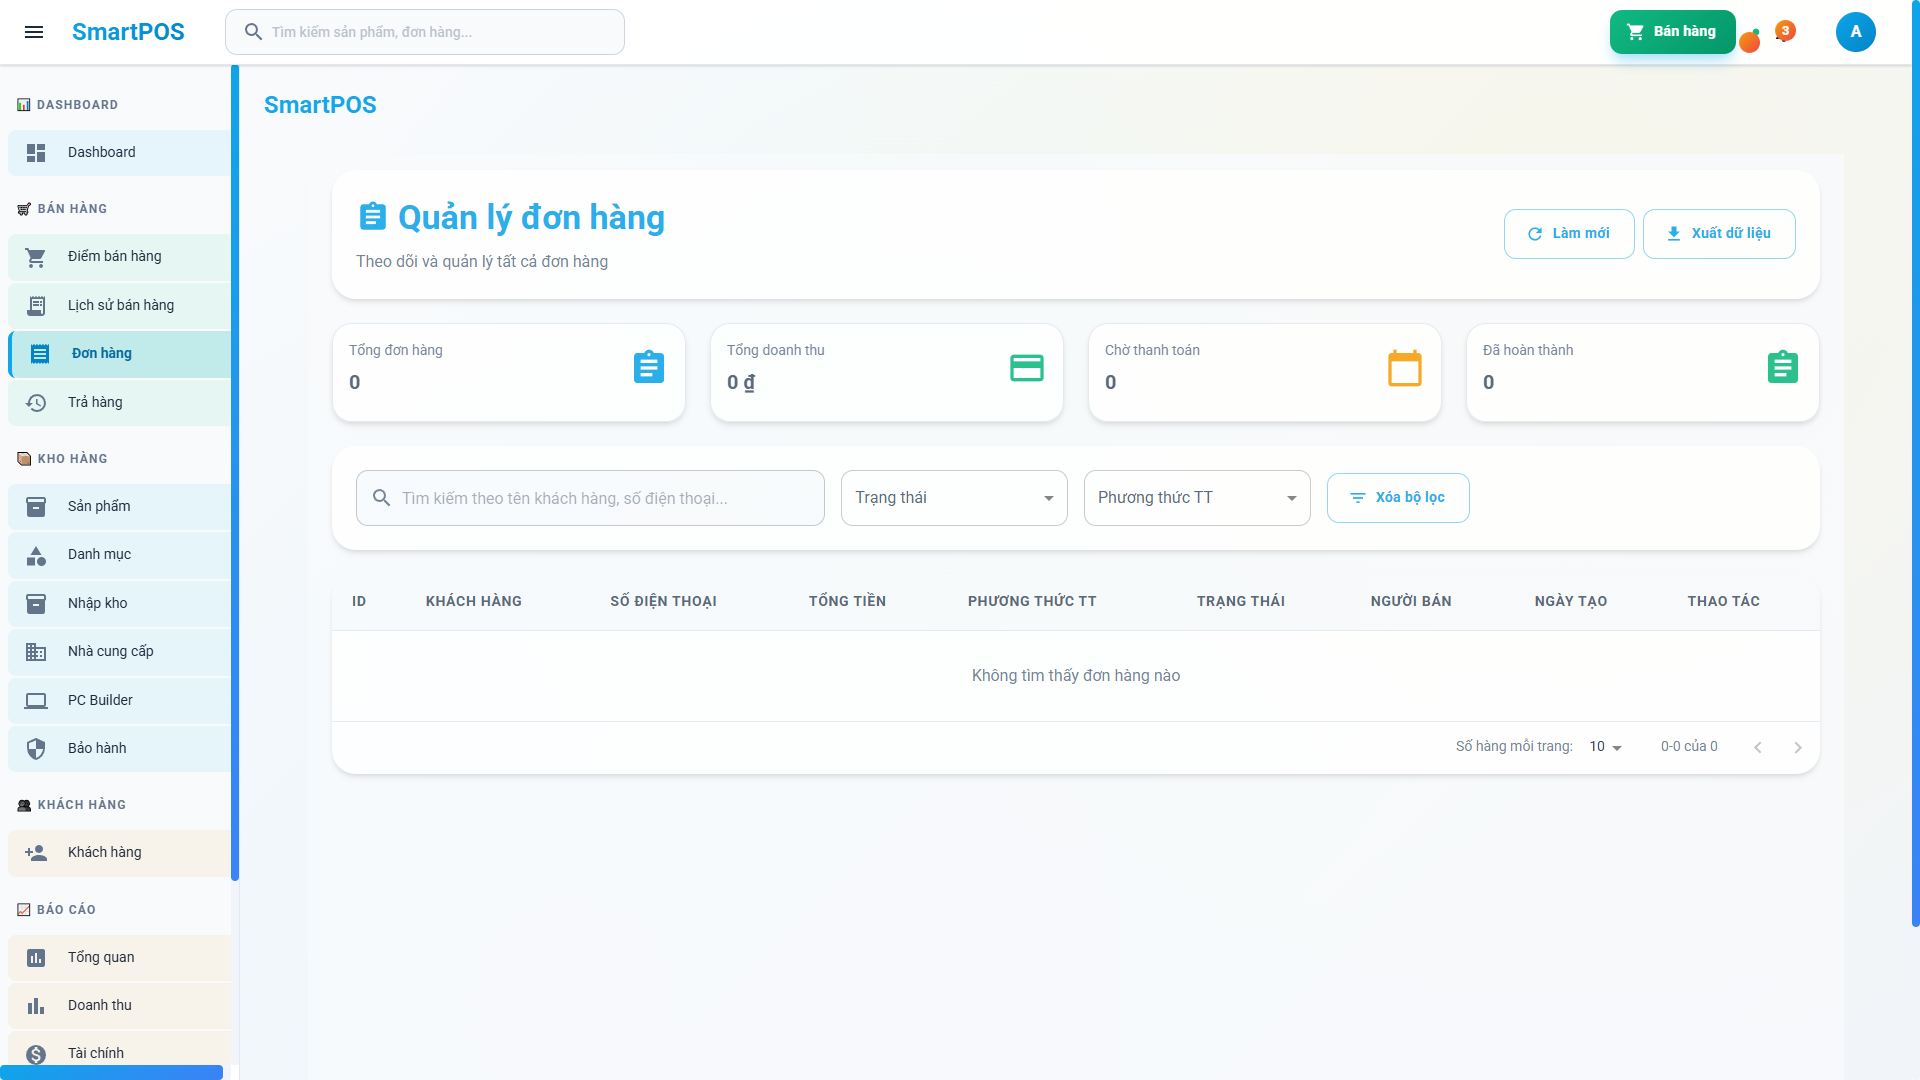 SmartPOS
Tìm kiếm sản phẩm, đơn hàng...
Bán hàng
3
A
DASHBOARD
Dashboard
BÁN HÀNG
Điểm bán hàng
Lịch sử bán hàng
Đơn hàng
Trả hàng
KHO HÀNG
Sản phẩm
Danh mục
Nhập kho
Nhà cung cấp
PC Builder
Bảo hành
KHÁCH HÀNG
Khách hàng
BÁO CÁO
Tổng quan
Doanh thu
Tài chính
SmartPOS
Quản lý đơn hàng
Theo dõi và quản lý tất cả đơn hàng
Làm mới
Xuất dữ liệu
Tổng đơn hàng
0
Tổng doanh thu
0 ₫
Chờ thanh toán
0
Đã hoàn thành
0
Tìm kiếm theo tên khách hàng, số điện thoại...
Trạng thái
Phương thức TT
Xóa bộ lọc
ID KHÁCH HÀNG SỐ ĐIỆN THOẠI TỔNG TIỀN PHƯƠNG THỨC TT TRẠNG THÁI NGƯỜI BÁN NGÀY TẠO THAO TÁC
Không tìm thấy đơn hàng nào
Số hàng mỗi trang: 10 0-0 của 0